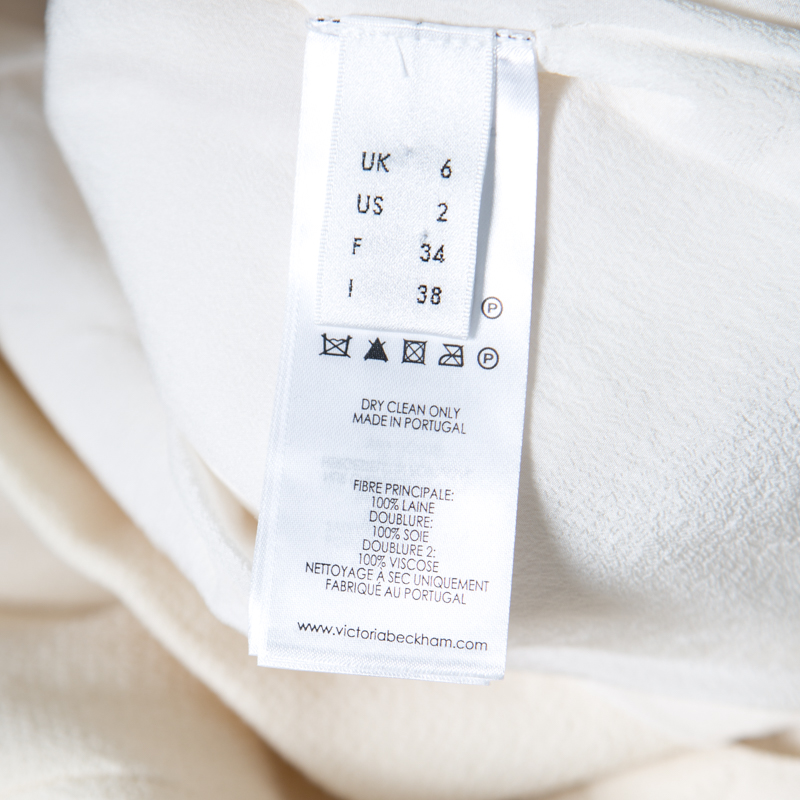 UK 6
US 2
F 34
I 38
P
P
DRY CLEAN ONLY
MADE IN PORTUGAL
FIBRE PRINCIPALE:
100% LAINE
DOUBLURE:
100% SOIE
DOUBLURE 2:
100% VISCOSE
NETTOYAGE À SEC UNIQUEMENT
FABRIQUÉ AU PORTUGAL
www.victoriabeckham.com